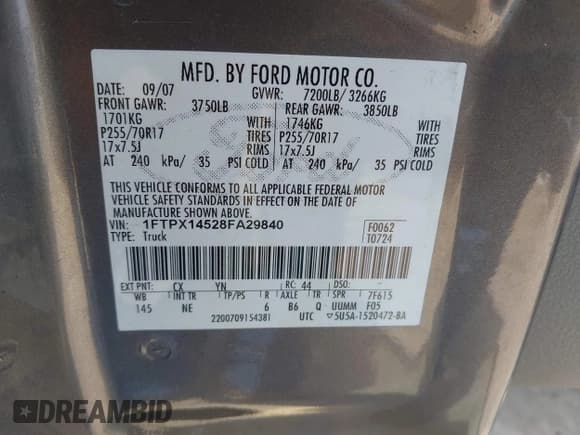 MFD. BY FORD MOTOR CO.
DATE: 09/07 GVWR: 7200LB/ 3266KG
FRONT GAWR: 3750LB REAR GAWR: 3850LB
1701KG WITH 1746KG WITH
P255/70R17 TIRES P255/70R17 TIRES
17x7.5J RIMS 17x7.5J RIMS
AT 240 kPa/ 35 PSI COLD AT 240 kPa/ 35 PSI COLD
THIS VEHICLE CONFORMS TO ALL APPLICABLE FEDERAL MOTOR
VEHICLE SAFETY STANDARDS IN EFFECT ON THE DATE OF
MANUFACTURE SHOWN ABOVE.
VIN: 1FTPX14528FA29840 F0062
TYPE: Truck T0724
EXT PNT: CX YN RC: 44 DSO:
WB INT TR TP/PS R AXLE TR SPR 7F615
145 NE 6 B6 Q UUMM F05
2200709154381 UTC 5U5A-1520472-BA
Ford
DREAMBID